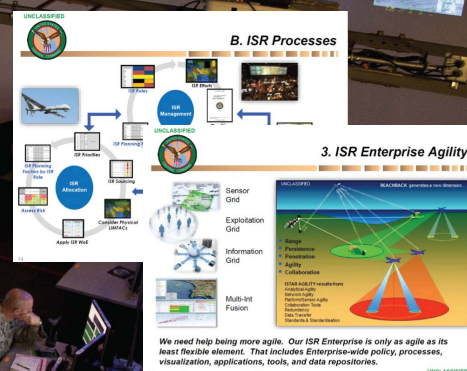 UNCLASSIFIED
B. ISR Processes
ISR Roles
ISR Efforts
ISR
Management
ISR Planning
ISR Priorities
ISR Planning
Factors by ISR
Role
ISR Sourcing
ISR
Allocation
Assess Risk
Consider Physical
(JMFACs)
Apply ISR WoE
14
UNCLASSIFIED
3. ISR Enterprise Agility
Sensor
Grid
Exploitation
Grid
Information
Grid
Multi-Int
Fusion
UNCLASSIFIED
REACHBACK generates a new dimension...
Range
Persistence
Penetration
Agility
Collaboration
ISTAR AGILITY results from
Analytical Agility
Network Agility
Platform/Sensor Agility
Collaboration Tools
Redundancy
Data Transfer
Standards & Standardisation
We need help being more agile. Our ISR Enterprise is only as agile as its
least flexible element. That includes Enterprise-wide policy, processes,
visualization, applications, tools, and data repositories.
UNCLASSIFIED